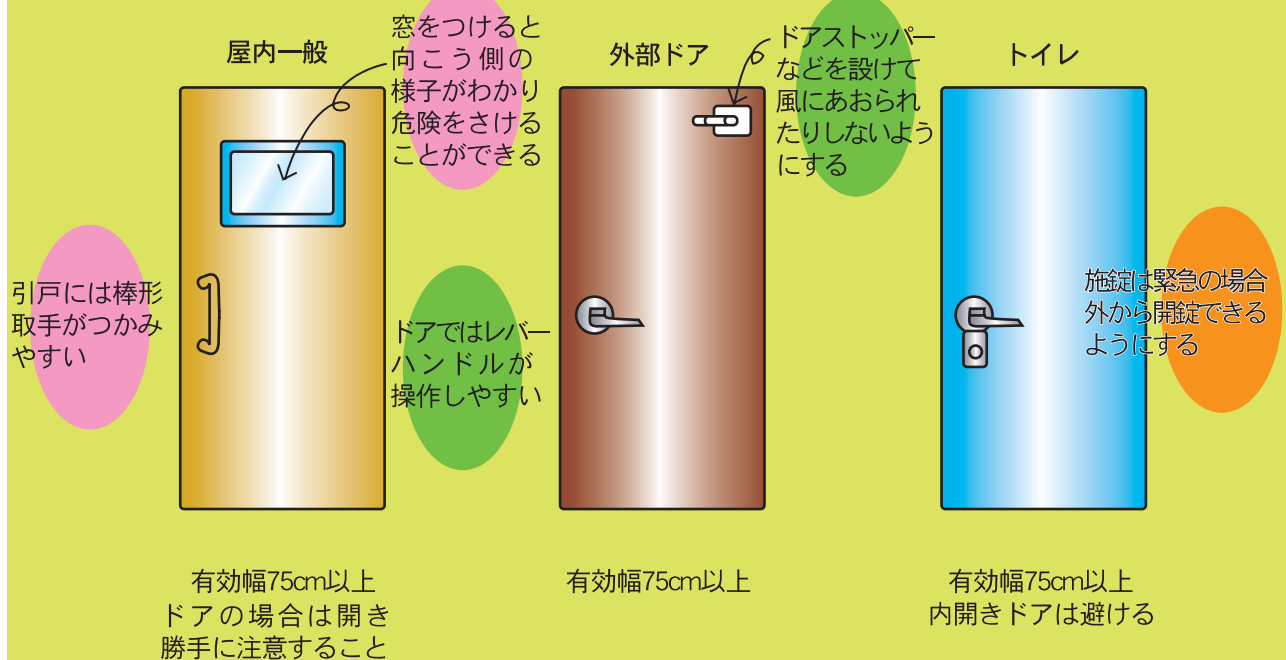 屋内一般
窓をつけると
向こう側の
様子がわかり
危険をさける
ことができる
引戸には棒形
取手がつかみ
やすい
有効幅75cm以上
ドアの場合は開き
勝手に注意すること
外部ドア
ドアストッパー
などを設けて
風にあおられ
たりしないよう
にする
ドアではレバー
ハンドルが
操作しやすい
有効幅75cm以上
トイレ
施錠は緊急の場合
外から開錠できる
ようにする
有効幅75cm以上
内開きドアは避ける